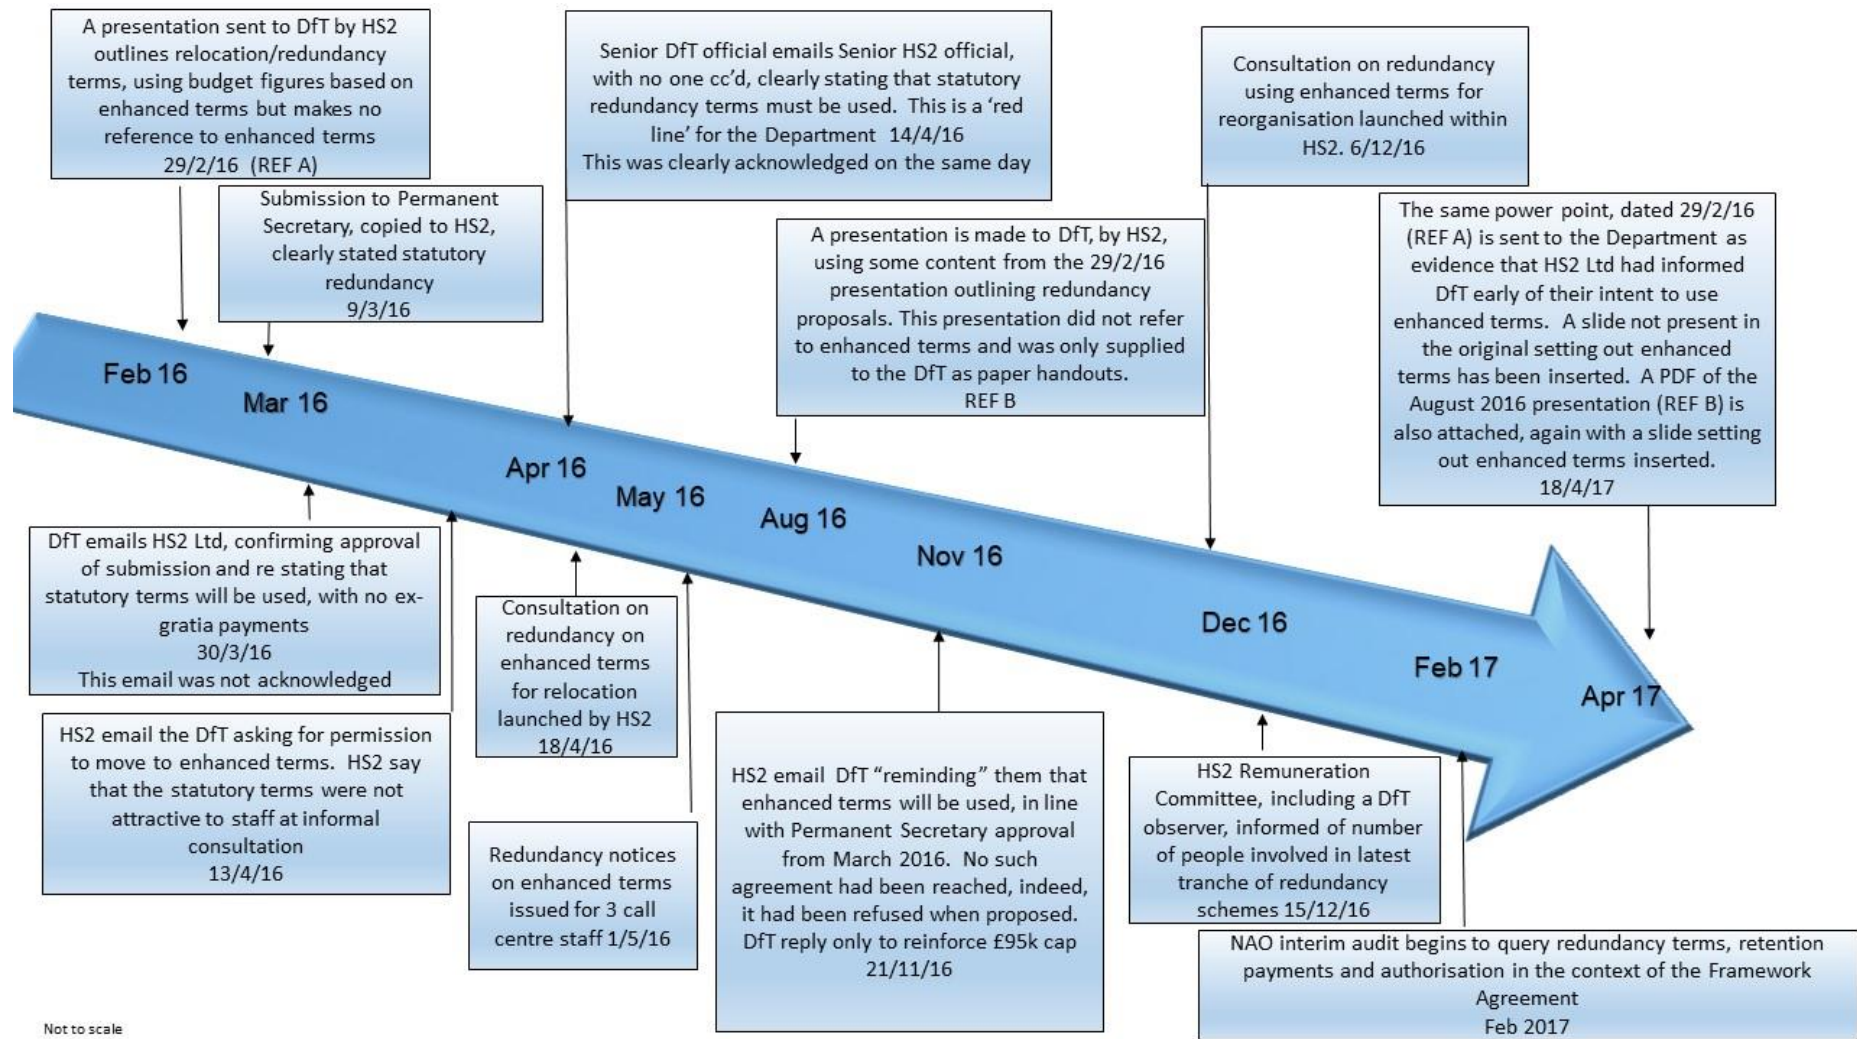 A presentation sent to DfT by HS2
outlines relocation/redundancy
terms, using budget figures based on
enhanced terms but makes no
reference to enhanced terms
29/2/16 (REF A)
Submission to Permanent
Secretary, copied to HS2,
clearly stated statutory
redundancy
9/3/16
Senior DfT official emails Senior HS2 official,
with no one cc’d, clearly stating that statutory
redundancy terms must be used. This is a ‘red
line’ for the Department 14/4/16
This was clearly acknowledged on the same day
A presentation is made to DfT, by HS2,
using some content from the 29/2/16
presentation outlining redundancy
proposals. This presentation did not refer
to enhanced terms and was only supplied
to the DfT as paper handouts.
REF B
Consultation on redundancy
using enhanced terms for
reorganisation launched within
HS2. 6/12/16
The same power point, dated 29/2/16
(REF A) is sent to the Department as
evidence that HS2 Ltd had informed
DfT early of their intent to use
enhanced terms. A slide not present in
the original setting out enhanced
terms has been inserted. A PDF of the
August 2016 presentation (REF B) is
also attached, again with a slide setting
out enhanced terms inserted.
18/4/17
Feb 16
Mar 16
Apr 16
May 16
Aug 16
Nov 16
Dec 16
Feb 17
Apr 17
DfT emails HS2 Ltd, confirming approval
of submission and re stating that
statutory terms will be used, with no ex-
gratia payments
30/3/16
This email was not acknowledged
HS2 email the DfT asking for permission
to move to enhanced terms. HS2 say
that the statutory terms were not
attractive to staff at informal
consultation
13/4/16
Consultation on
redundancy on
enhanced terms
for relocation
launched by HS2
18/4/16
Redundancy notices
on enhanced terms
issued for 3 call
centre staff 1/5/16
HS2 email DfT “reminding” them that
enhanced terms will be used, in line
with Permanent Secretary approval
from March 2016. No such
agreement had been reached, indeed,
it had been refused when proposed.
DfT reply only to reinforce £95k cap
21/11/16
HS2 Remuneration
Committee, including a DfT
observer, informed of number
of people involved in latest
tranche of redundancy
schemes 15/12/16
NAO interim audit begins to query redundancy terms, retention
payments and authorisation in the context of the Framework
Agreement
Feb 2017
Not to scale